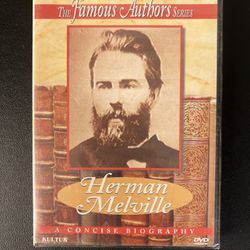 THE Famous Authors SERIES
Herman
Melville
A CONCISE BIOGRAPHY
KULTUR
DVD